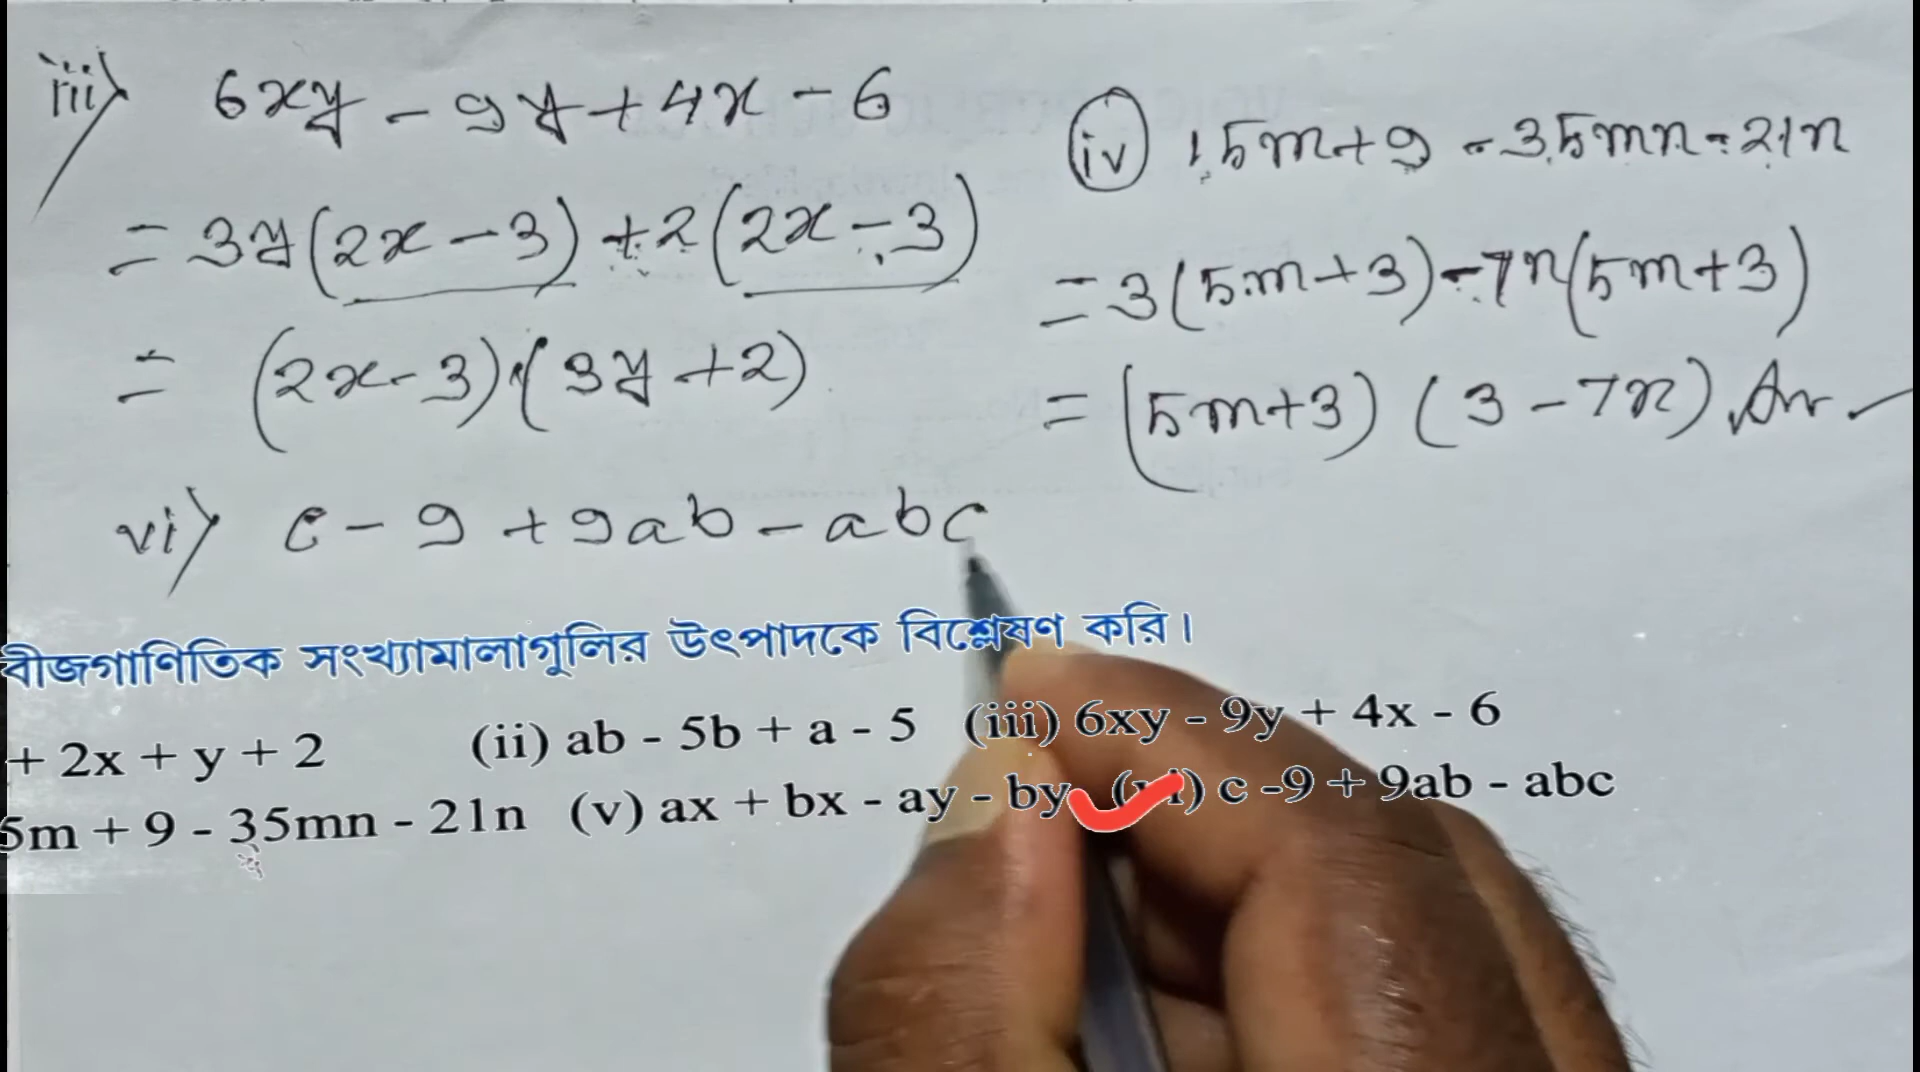 iii) 6xy - 9y + 4x - 6
= 3y(2x - 3) + 2(2x - 3)
= (2x - 3)(3y + 2)
(iv) 15m + 9 - 35mn - 21n
= 3(5m + 3) - 7n(5m + 3)
= (5m + 3) (3 - 7n) Ans
vi) c - 9 + 9ab - abc
বীজগাণিতিক সংখ্যামালাগুলির উৎপাদকে বিশ্লেষণ করি।
+ 2x + y + 2 (ii) ab - 5b + a - 5 (iii) 6xy - 9y + 4x - 6
5m + 9 - 35mn - 21n (v) ax + bx - ay - by (vi) c -9 + 9ab - abc